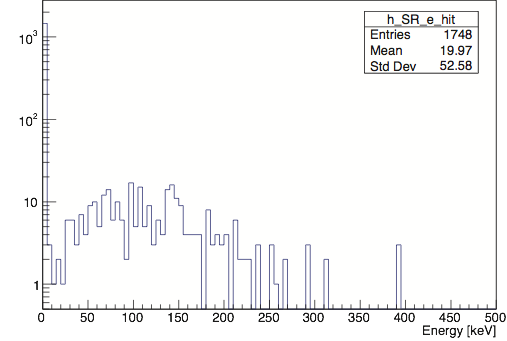 h_SR_e_hit
Entries 1748
Mean 19.97
Std Dev 52.58
10³
10²
10
1
0 50 100 150 200 250 300 350 400 450 500
Energy [keV]